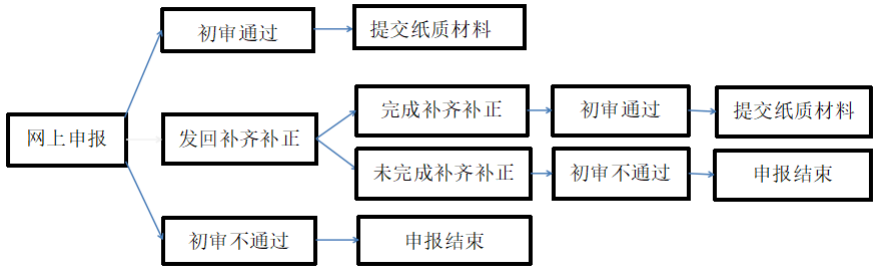 初审通过
提交纸质材料
完成补齐补正
初审通过
提交纸质材料
网上申报
发回补齐补正
未完成补齐补正
初审不通过
申报结束
初审不通过
申报结束